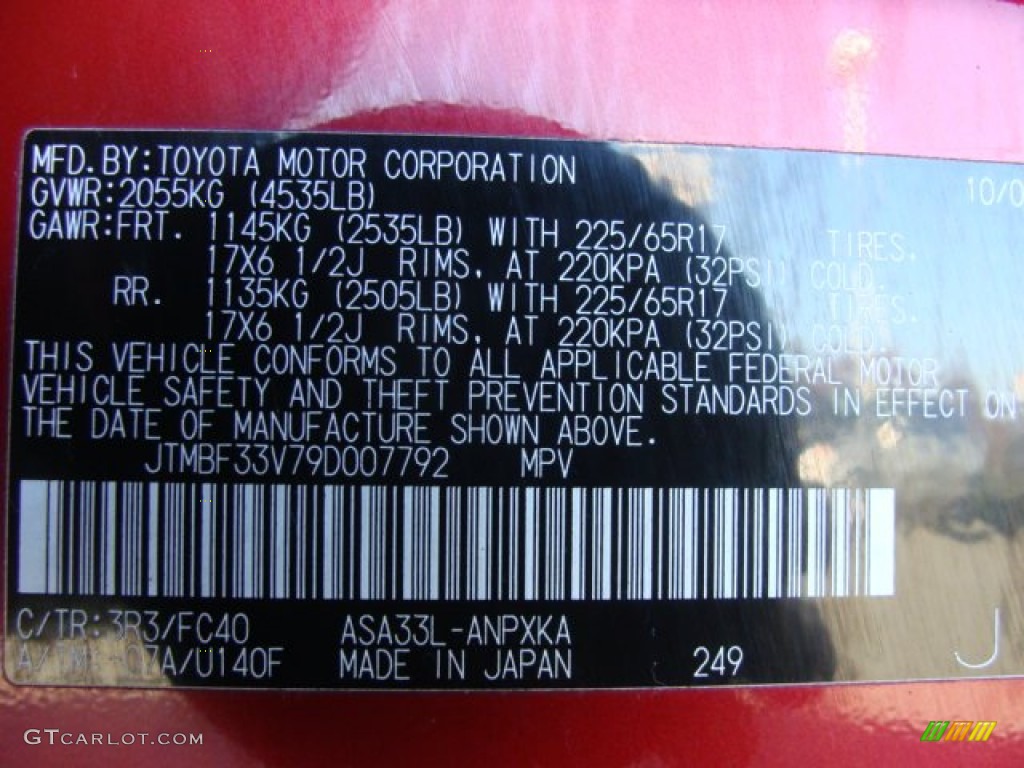 MFD.BY:TOYOTA MOTOR CORPORATION 10/0
GVWR:2055KG (4535LB)
GAWR:FRT. 1145KG (2535LB) WITH 225/65R17 TIRES.
17X6 1/2J RIMS, AT 220KPA (32PSI) COLD.
RR. 1135KG (2505LB) WITH 225/65R17 TIRES.
17X6 1/2J RIMS, AT 220KPA (32PSI) COLD.
THIS VEHICLE CONFORMS TO ALL APPLICABLE FEDERAL MOTOR
VEHICLE SAFETY AND THEFT PREVENTION STANDARDS IN EFFECT ON
THE DATE OF MANUFACTURE SHOWN ABOVE.
JTMBF33V79D007792 MPV
C/TR:3R3/FC40 ASA33L-ANPXKA
A/TM:-07A/U140F MADE IN JAPAN 249 J
GTCARLOT.COM